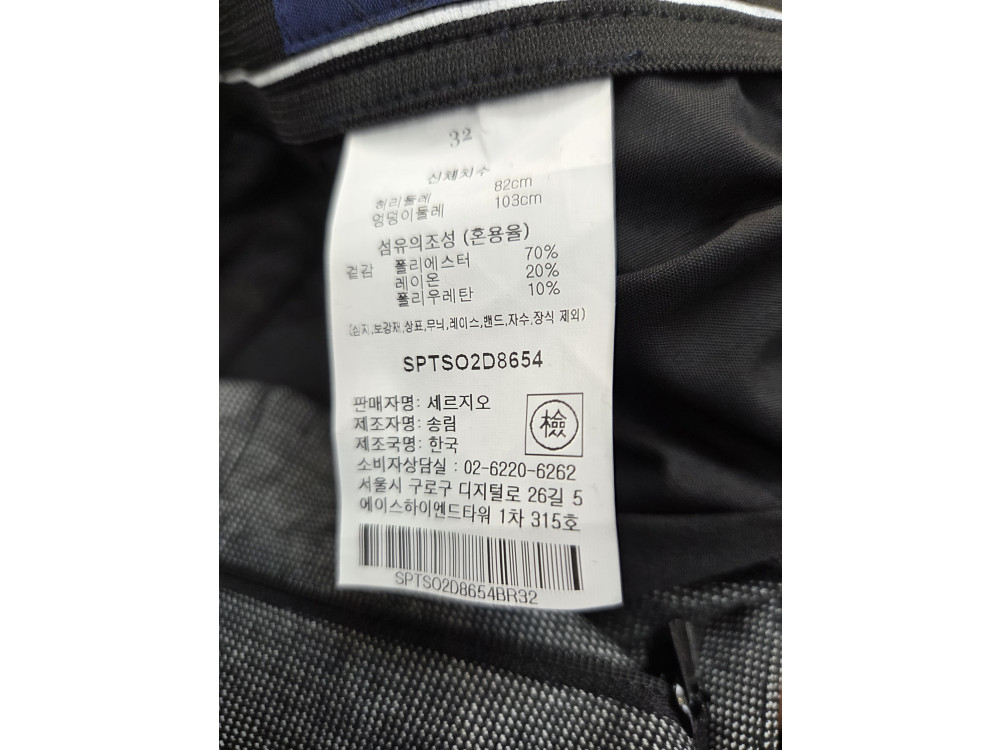 32
신체치수
허리둘레 82cm
엉덩이둘레 103cm
섬유의조성 (혼용율)
겉감 폴리에스터 70%
레이온 20%
폴리우레탄 10%
(심지,보강재,상표,무늬,레이스,밴드,자수,장식 제외)
SPTSO2D8654
판매자명: 세르지오
제조자명: 송림
제조국명: 한국
檢
소비자상담실 : 02-6220-6262
서울시 구로구 디지털로 26길 5
에이스하이엔드타워 1차 315호
SPTSO2D8654BR32